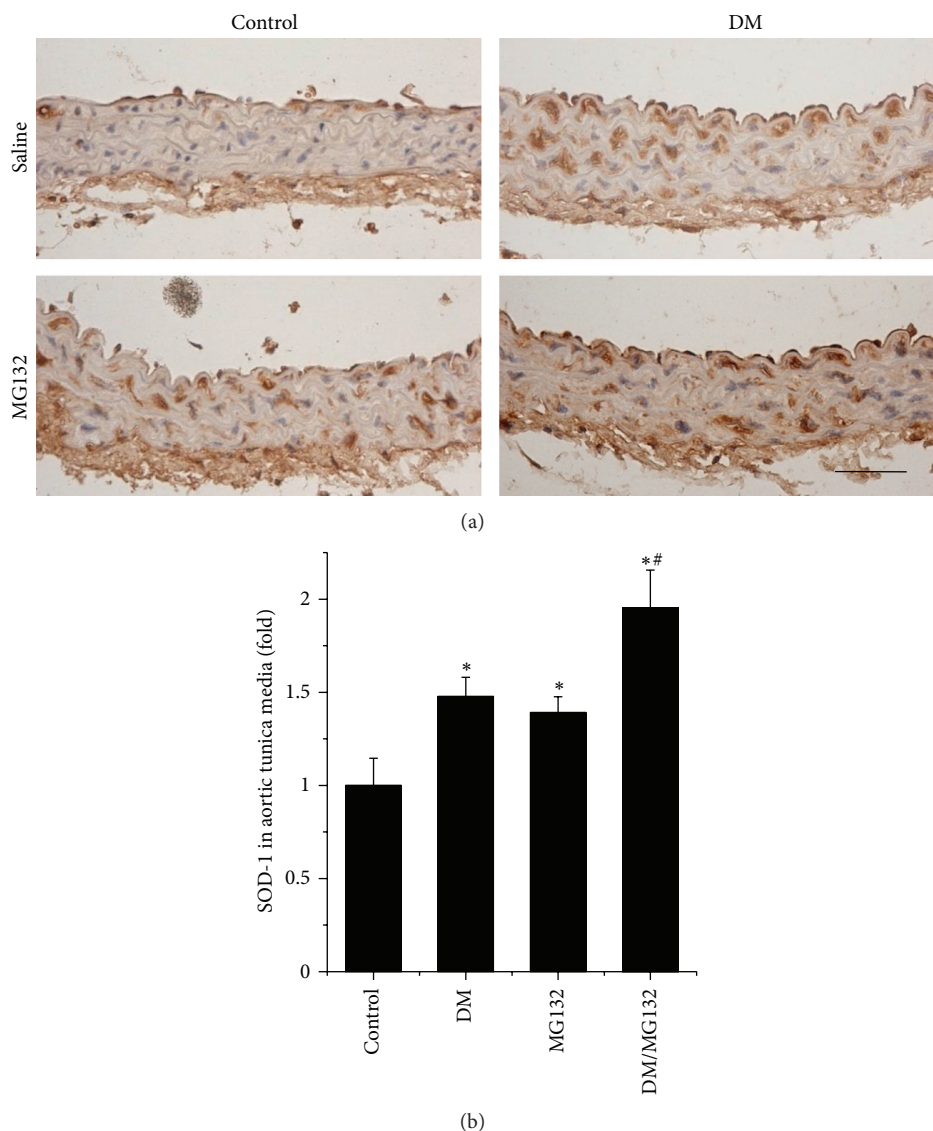 Control
DM
Saline
MG132
(a)
SOD-1 in aortic tunica media (fold)
2
1.5
1
0.5
0
*
*
*#
Control
DM
MG132
DM/MG132
(b)